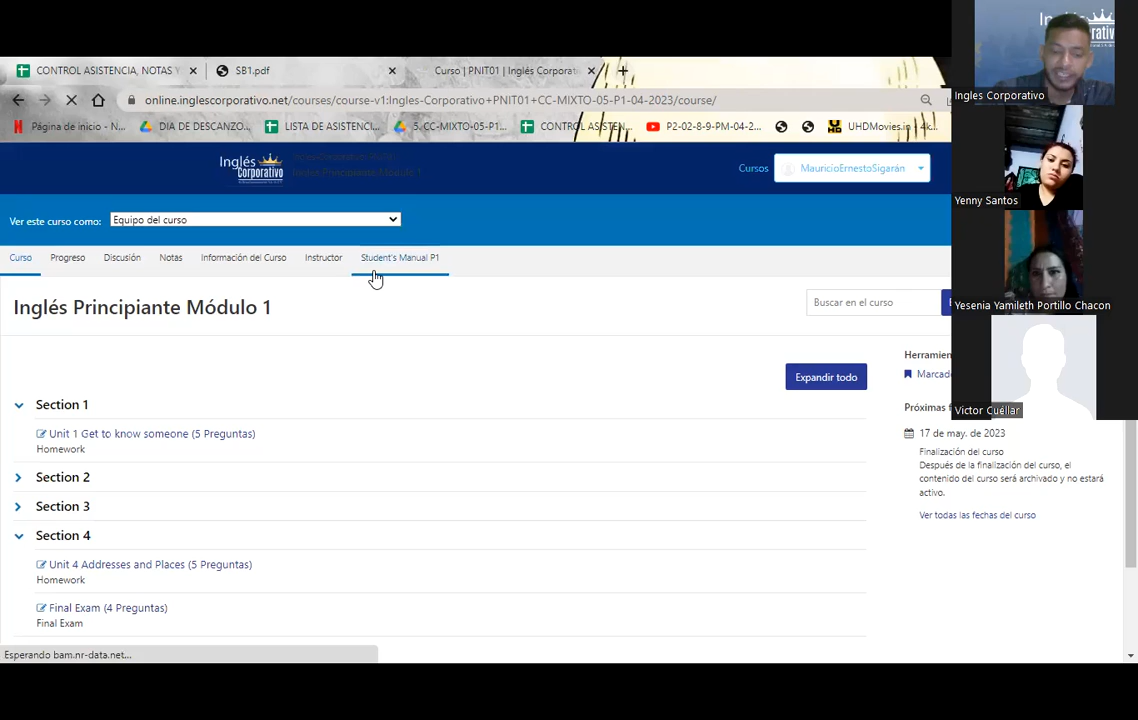 CONTROL ASISTENCIA, NOTAS Y
SB1.pdf
Curso | PNIT01 | Inglés Corporat
online.inglescorporativo.net/courses/course-v1:Ingles-Corporativo+PNIT01+CC-MIXTO-05-P1-04-2023/course/
Página de inicio - N...
DIA DE DESCANZO...
LISTA DE ASISTENCI...
5. CC-MIXTO-05-P1...
CONTROL ASISTEN...
P2-02-8-9-PM-04-2...
UHDMovies.in | 4k...
Inglés
Corporativo
Cursos
MauricioErnestoSigarán
Ver este curso como:
Equipo del curso
Curso
Progreso
Discusión
Notas
Información del Curso
Instructor
Student's Manual P1
Inglés Principiante Módulo 1
Buscar en el curso
Expandir todo
Section 1
Unit 1 Get to know someone (5 Preguntas)
Homework
Section 2
Section 3
Section 4
Unit 4 Addresses and Places (5 Preguntas)
Homework
Final Exam (4 Preguntas)
Final Exam
Herramien
Marcado
Próximas f
17 de may. de 2023
Finalización del curso
Después de la finalización del curso, el
contenido del curso será archivado y no estará
activo.
Ver todas las fechas del curso
Esperando bam.nr-data.net...
Ingles Corporativo
Yenny Santos
Yesenia Yamileth Portillo Chacon
Victor Cuéllar